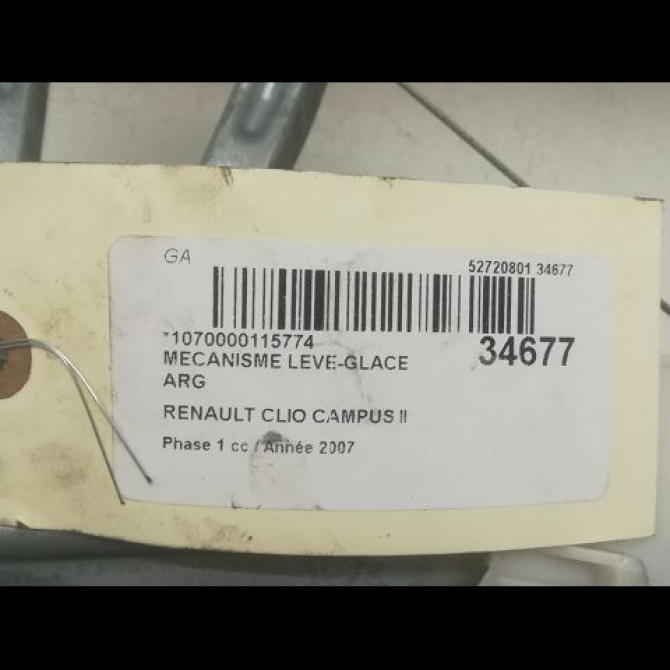 GA
52720801 34677
*1070000115774
34677
MECANISME LEVE-GLACE
ARG
RENAULT CLIO CAMPUS II
Phase 1 cc / Année 2007